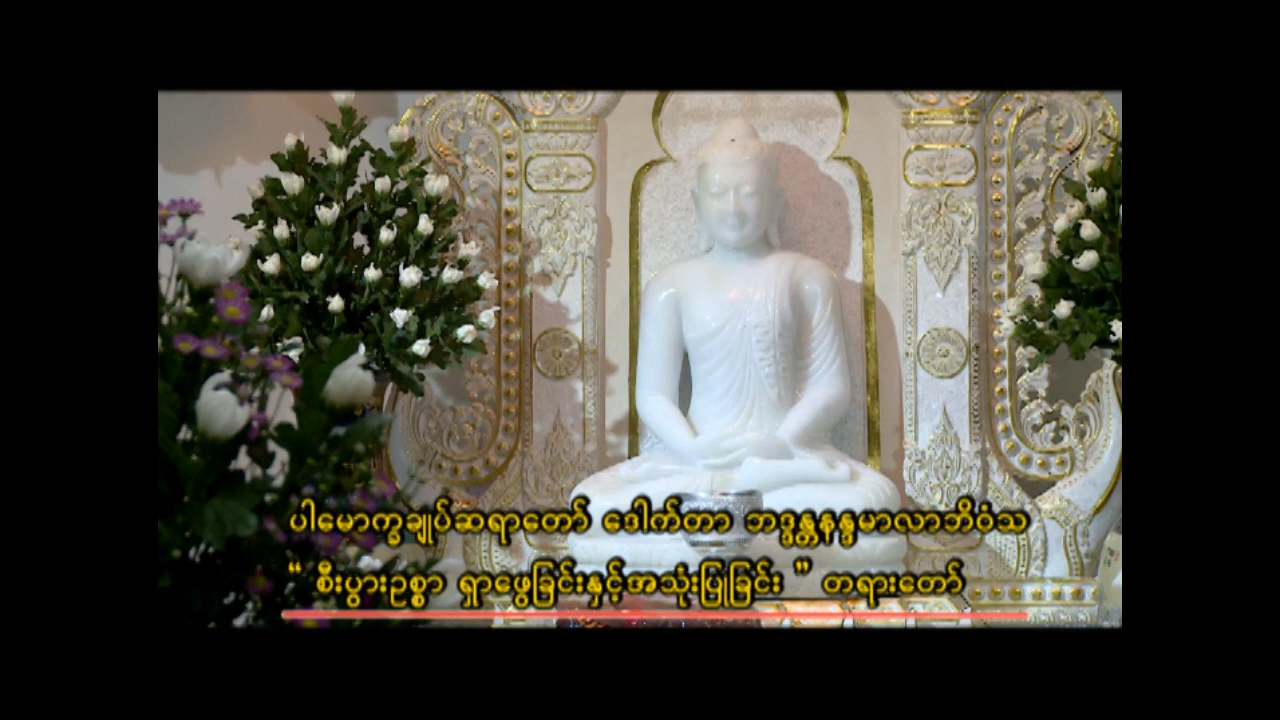 ပါမောက္ခချုပ်ဆရာတော် ဒေါက်တာ ဘဒ္ဒန္တနန္ဒမာလာဘိဝံသ
“ စီးပွားဥစ္စာ ရှာဖွေခြင်းနှင့်အသုံးပြုခြင်း ” တရားတော်